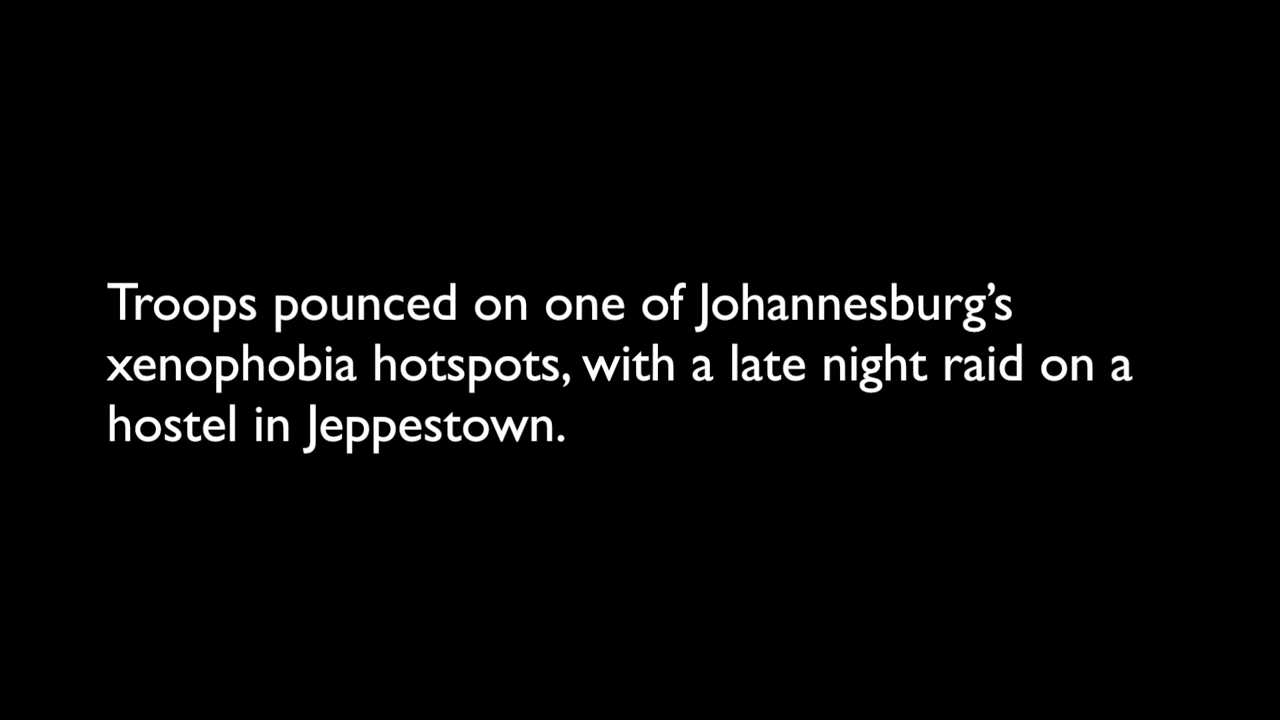 Troops pounced on one of Johannesburg’s
xenophobia hotspots, with a late night raid on a
hostel in Jeppestown.